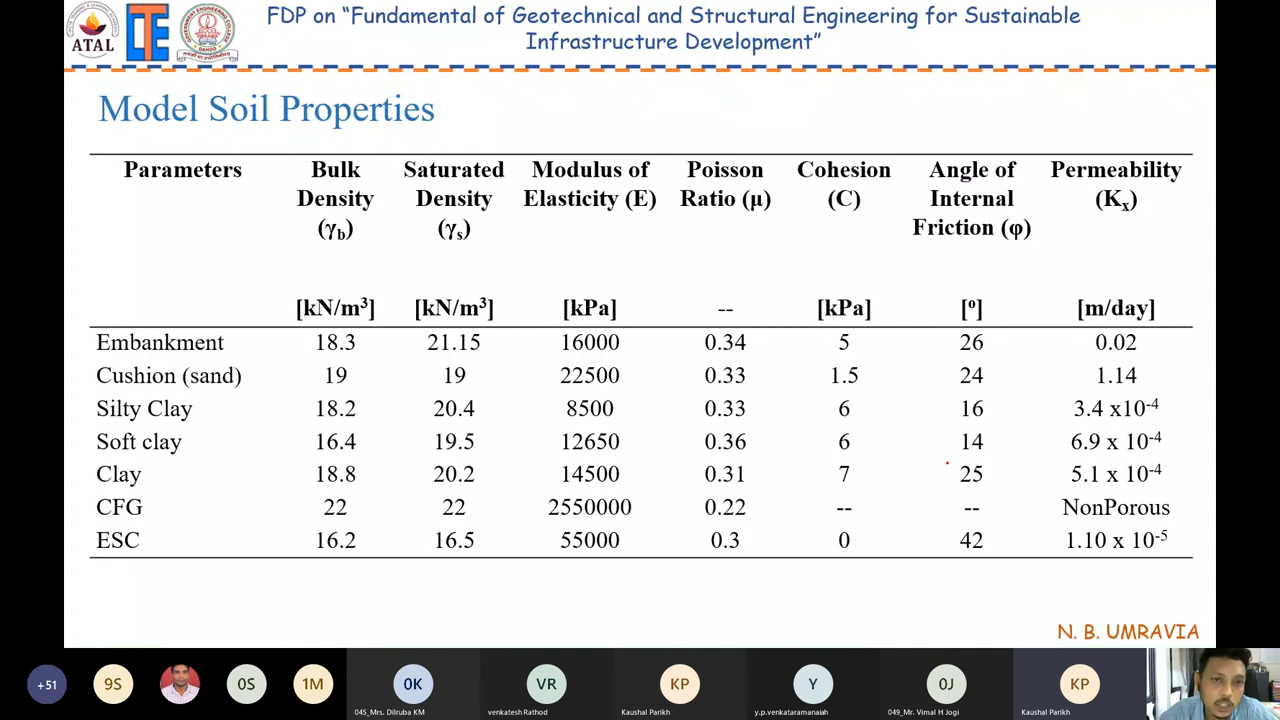 FDP on “Fundamental of Geotechnical and Structural Engineering for Sustainable
Infrastructure Development”
ATAL
Model Soil Properties
Parameters Bulk Density (γb) Saturated Density (γs) Modulus of Elasticity (E) Poisson Ratio (μ) Cohesion (C) Angle of Internal Friction (φ) Permeability (Kx)
[kN/m³] [kN/m³] [kPa] -- [kPa] [º] [m/day]
Embankment 18.3 21.15 16000 0.34 5 26 0.02
Cushion (sand) 19 19 22500 0.33 1.5 24 1.14
Silty Clay 18.2 20.4 8500 0.33 6 16 3.4 x10⁻⁴
Soft clay 16.4 19.5 12650 0.36 6 14 6.9 x 10⁻⁴
Clay 18.8 20.2 14500 0.31 7 25 5.1 x 10⁻⁴
CFG 22 22 2550000 0.22 -- -- NonPorous
ESC 16.2 16.5 55000 0.3 0 42 1.10 x 10⁻⁵
N. B. UMRAVIA
+51 9S 0S 1M 0K VR KP Y 0J KP
045_Mrs. Dilruba KM venkatesh Rathod Kaushal Parikh y.p.venkataramanaiah 049_Mr. Vimal H Jogi Kaushal Parikh